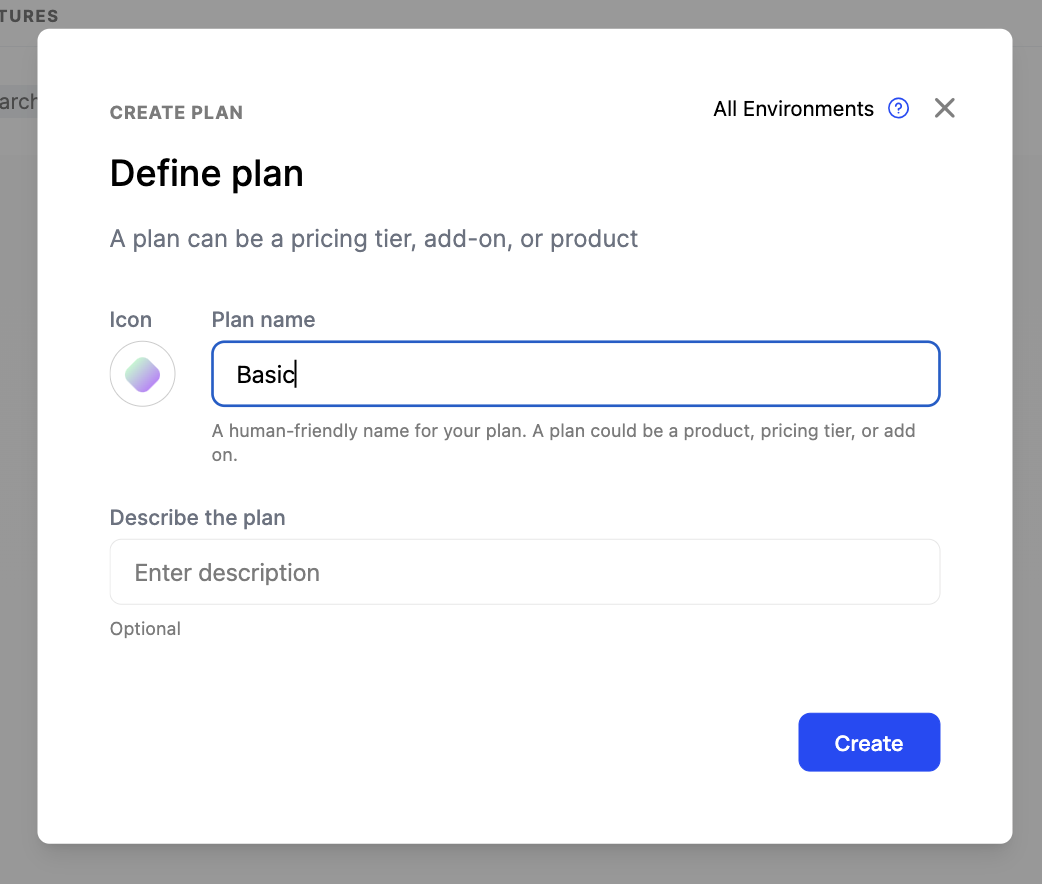 TURES
arch
CREATE PLAN
All Environments ?
Define plan
A plan can be a pricing tier, add-on, or product
Icon
Plan name
Basic
A human-friendly name for your plan. A plan could be a product, pricing tier, or add
on.
Describe the plan
Enter description
Optional
Create